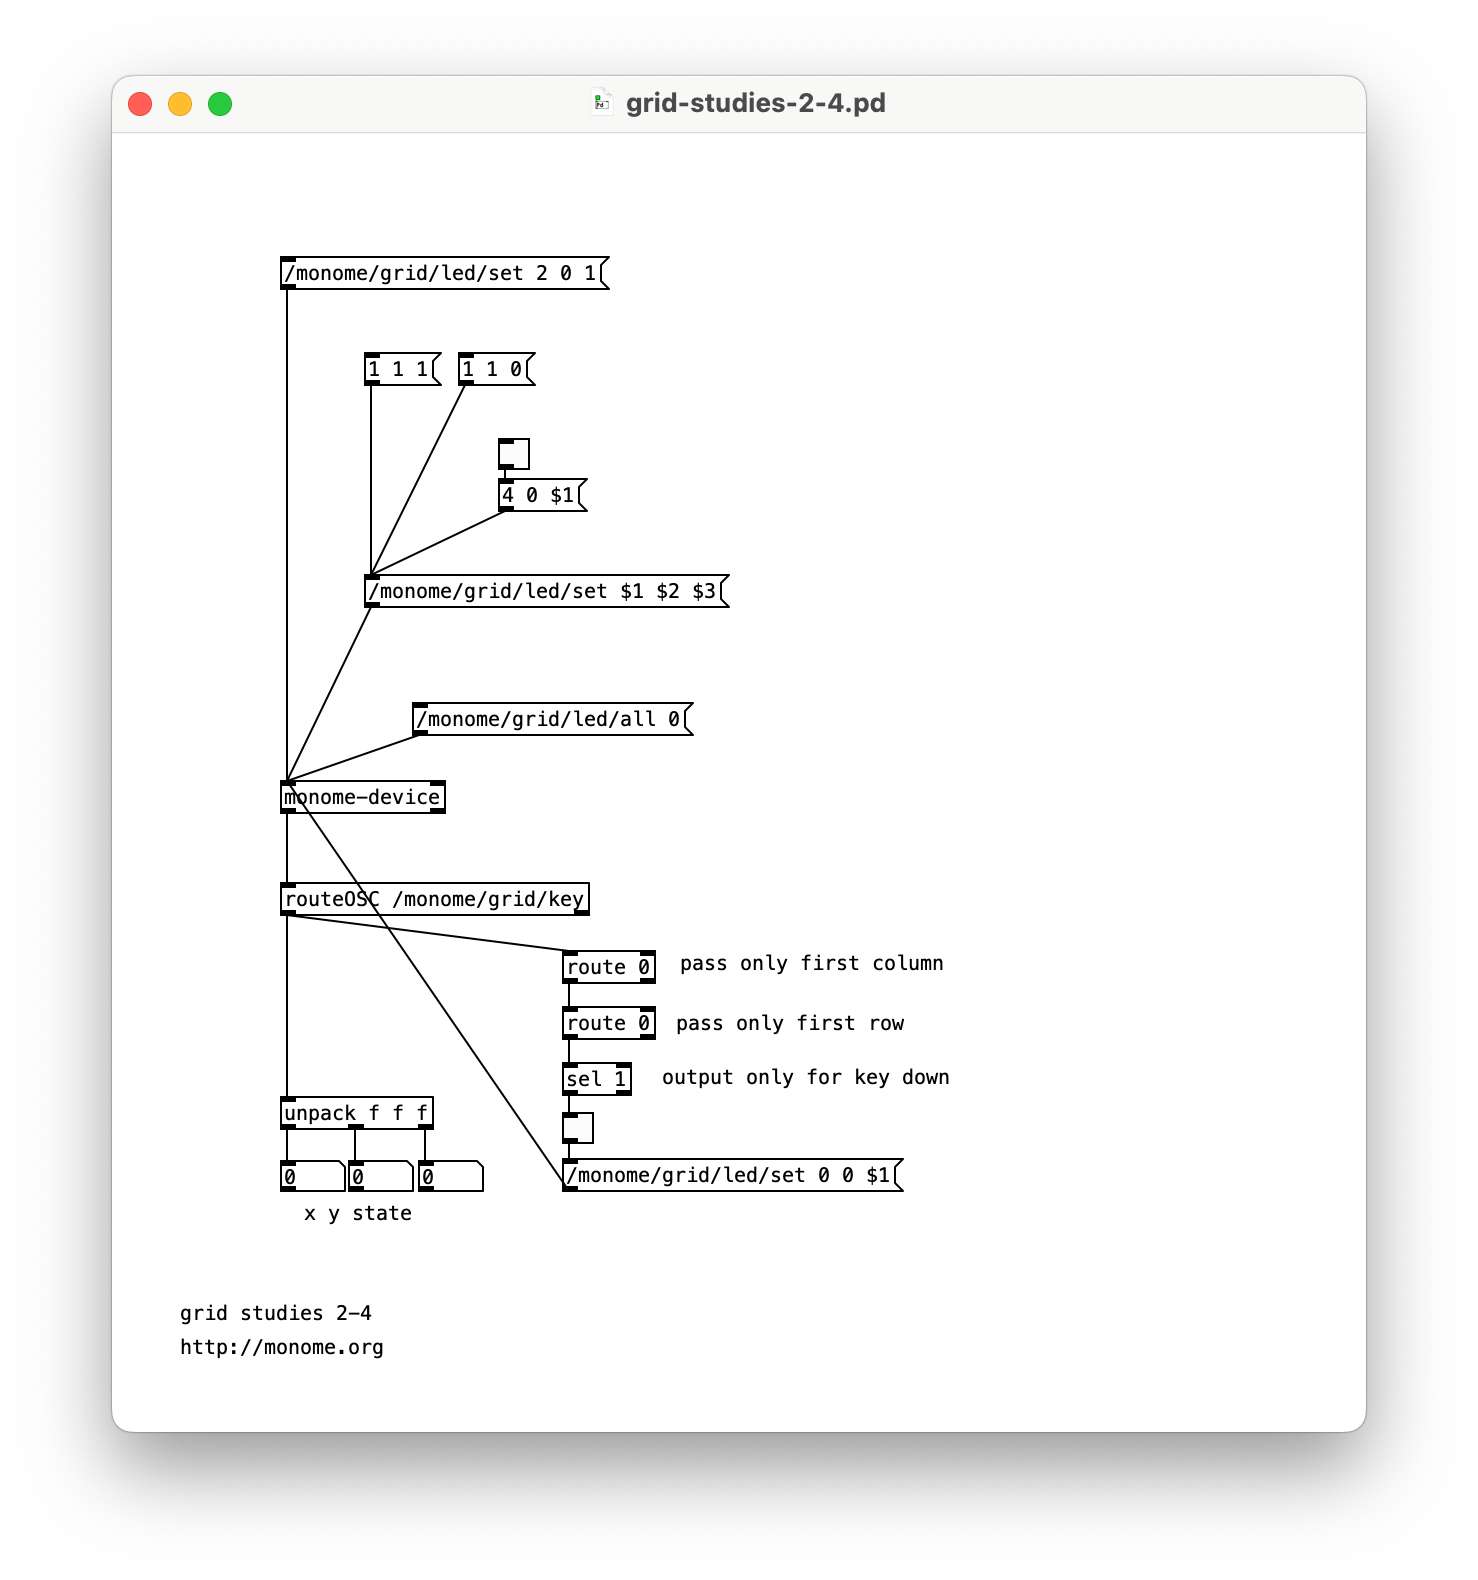 grid-studies-2-4.pd
/monome/grid/led/set 2 0 1
1 1 1
1 1 0
4 0 $1
/monome/grid/led/set $1 $2 $3
/monome/grid/led/all 0
monome-device
routeOSC /monome/grid/key
route 0 pass only first column
route 0 pass only first row
sel 1 output only for key down
unpack f f f
0 0 0
/monome/grid/led/set 0 0 $1
x y state
grid studies 2-4
http://monome.org